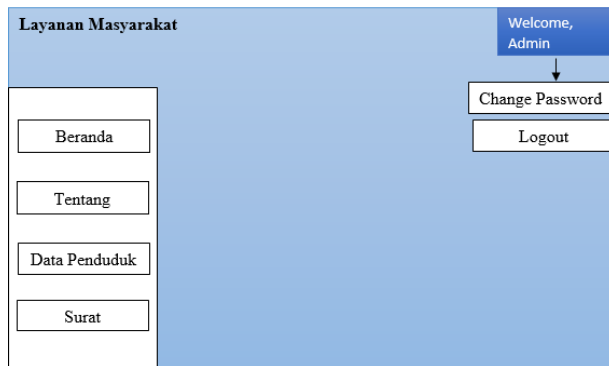 Layanan Masyarakat
Welcome,
Admin
Change Password
Logout
Beranda
Tentang
Data Penduduk
Surat